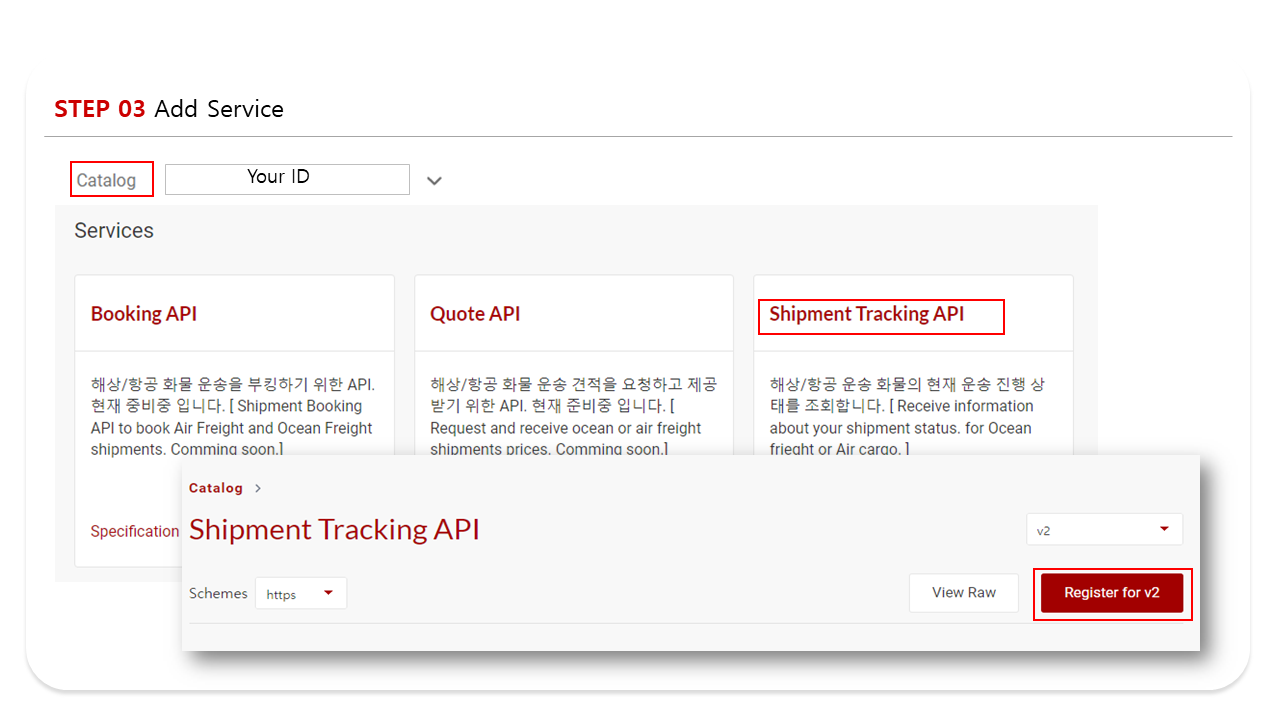 STEP 03 Add Service
Catalog
Your ID
Services
Booking API
해상/항공 화물 운송을 부킹하기 위한 API.
현재 중비중 입니다. [ Shipment Booking
API to book Air Freight and Ocean Freight
shipments. Comming soon.]
Specification
Quote API
해상/항공 화물 운송 견적을 요청하고 제공
받기 위한 API. 현재 준비중 입니다. [
Request and receive ocean or air freight
shipments prices. Comming soon.]
Shipment Tracking API
해상/항공 운송 화물의 현재 운송 진행 상
태를 조회합니다. [ Receive information
about your shipment status. for Ocean
frieght or Air cargo. ]
Catalog >
Shipment Tracking API
v2
Schemes https
View Raw
Register for v2